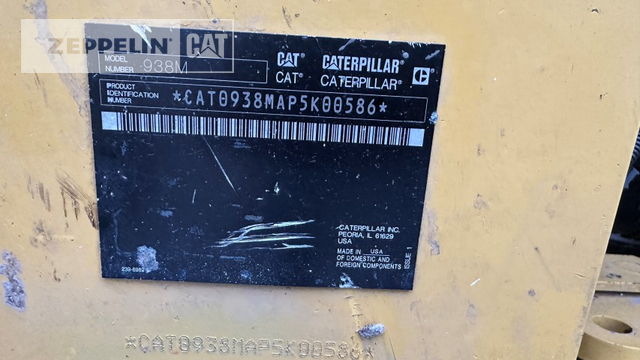 ZEPPELIN CAT
MODEL
NUMBER 938M
CAT CATERPILLAR
CAT CATERPILLAR C
PRODUCT
IDENTIFICATION
NUMBER
*CAT0938MAP5K00586*
CATERPILLAR INC.
PEORIA, IL 61629
USA
MADE IN USA
OF DOMESTIC AND
FOREIGN COMPONENTS
ISSUE 1
*CAT0938MAP5K00586*